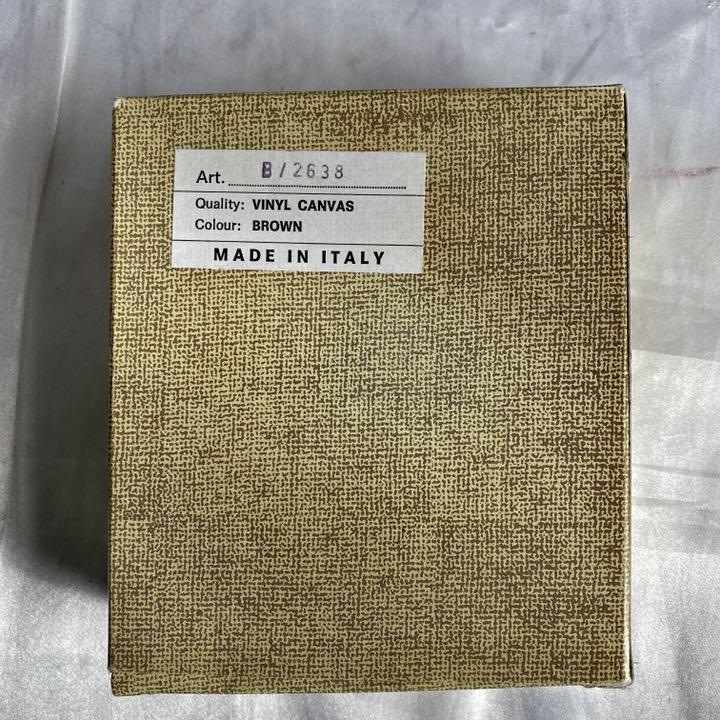 Art. B/2638
Quality: VINYL CANVAS
Colour: BROWN
MADE IN ITALY